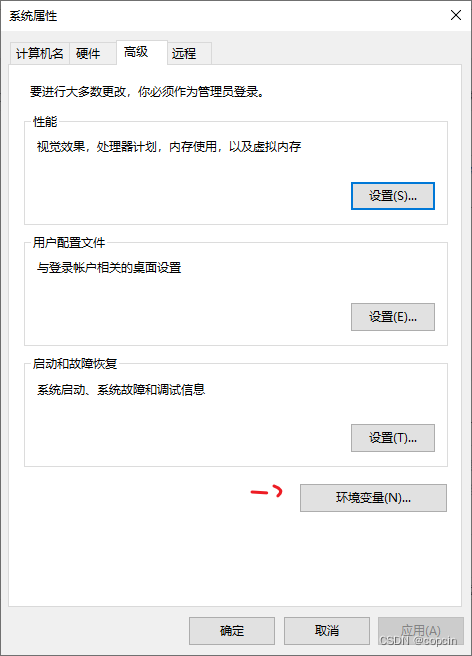 系统属性
计算机名 硬件 高级 远程
要进行大多数更改，你必须作为管理员登录。
性能
视觉效果，处理器计划，内存使用，以及虚拟内存
设置(S)...
用户配置文件
与登录帐户相关的桌面设置
设置(E)...
启动和故障恢复
系统启动、系统故障和调试信息
设置(T)...
环境变量(N)...
确定 取消 应用(A)
CSDN @copcin